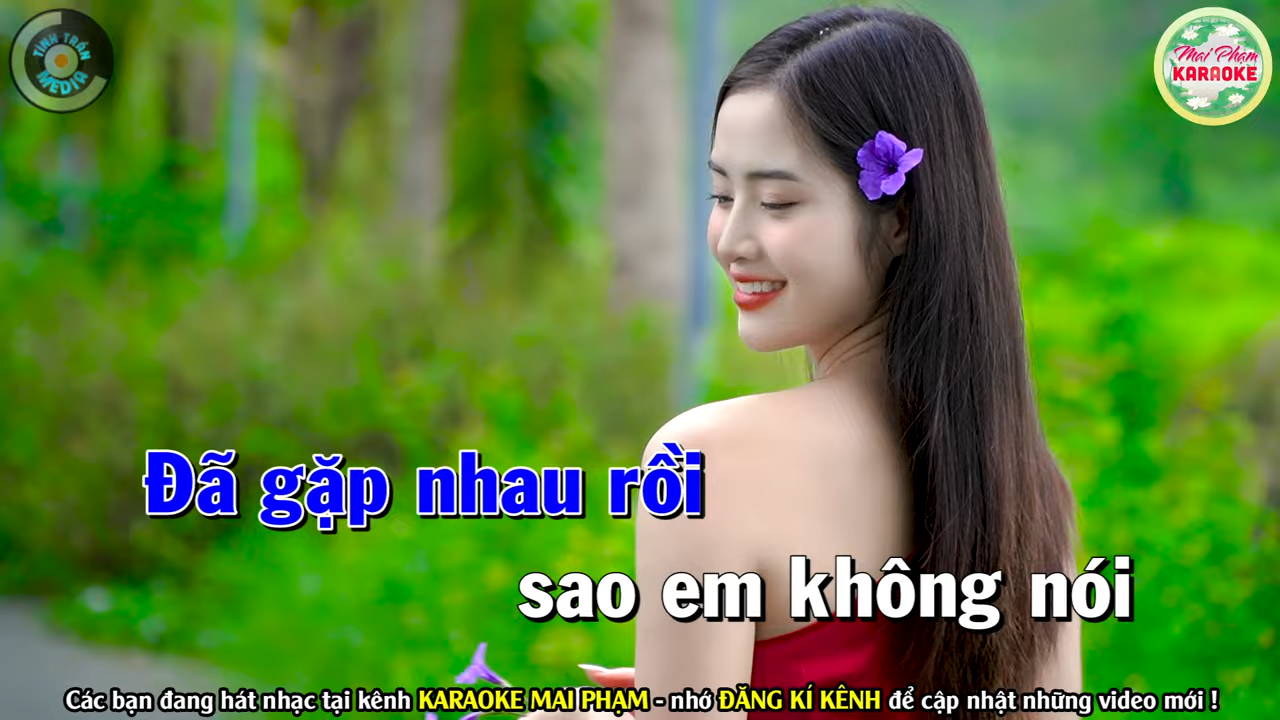 TÌNH TRẦN
MEDIA
Mai Phạm
KARAOKE
Đã gặp nhau rồi
sao em không nói
Các bạn đang hát nhạc tại kênh KARAOKE MAI PHẠM - nhớ ĐĂNG KÍ KÊNH để cập nhật những video mới !